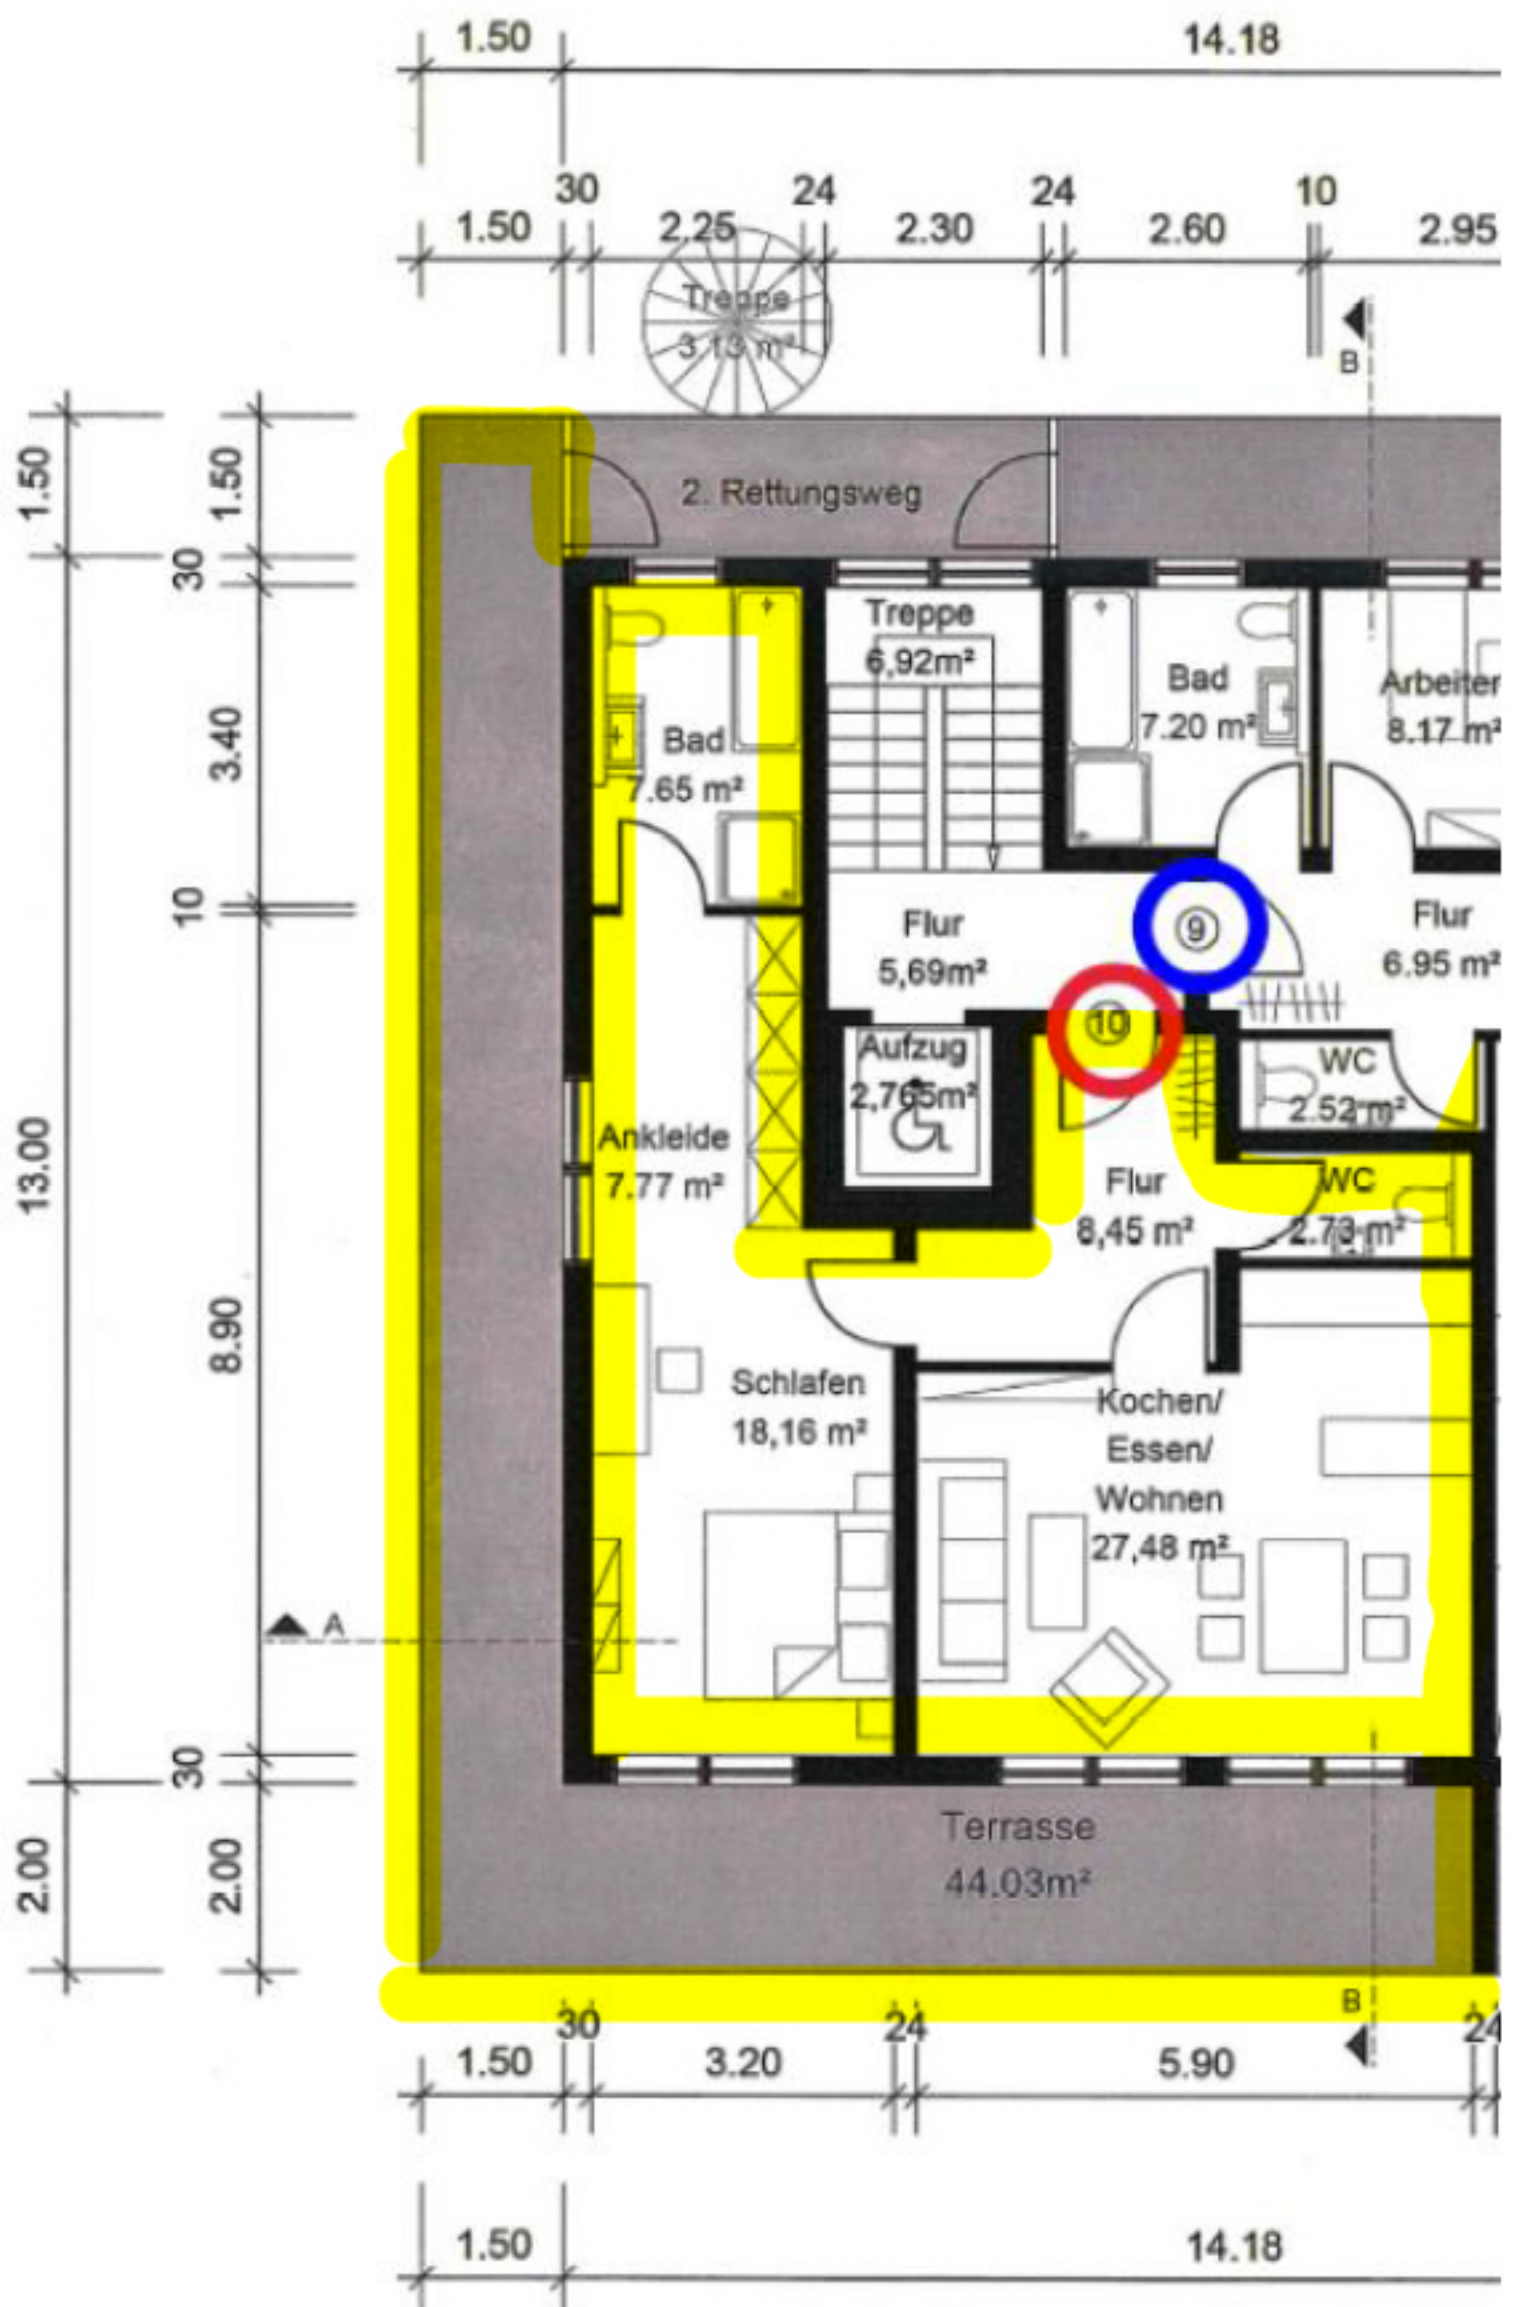 1.50
14.18
30
24
24
10
1.50
2.25
2.30
2.60
2.95
Treppe
3.13 m²
B
1.50
1.50
2. Rettungsweg
30
Treppe
6,92m²
Bad
7.20 m²
Arbeiten
8.17 m²
3.40
Bad
7.65 m²
10
Flur
5,69m²
9
Flur
6.95 m²
10
Aufzug
2,765m²
WC
2.52 m²
13.00
Ankleide
7.77 m²
Flur
8,45 m²
WC
2.73 m²
8.90
Schlafen
18,16 m²
Kochen/
Essen/
Wohnen
27,48 m²
A
30
2.00
2.00
Terrasse
44.03m²
B
30
24
24
1.50
3.20
5.90
1.50
14.18